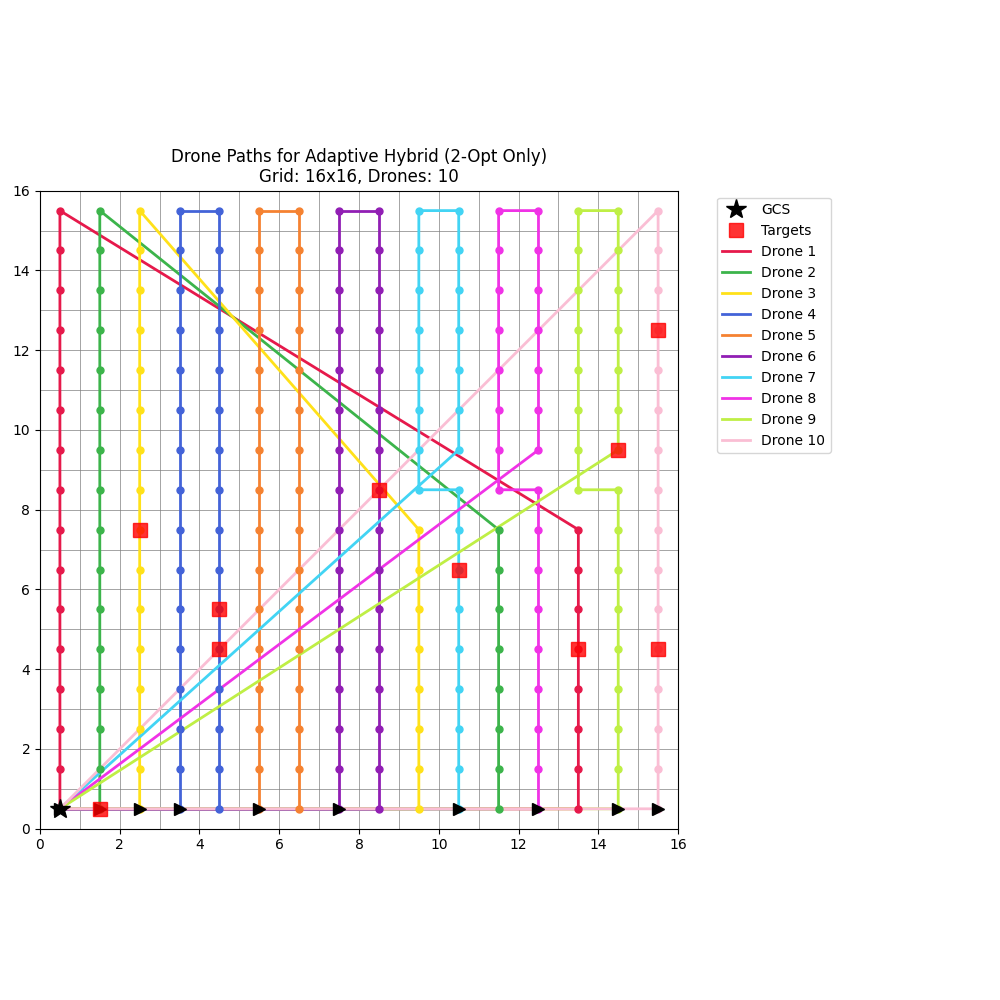 Drone Paths for Adaptive Hybrid (2-Opt Only)
Grid: 16x16, Drones: 10
GCS
Targets
Drone 1
Drone 2
Drone 3
Drone 4
Drone 5
Drone 6
Drone 7
Drone 8
Drone 9
Drone 10
16
14
12
10
8
6
4
2
0
0 2 4 6 8 10 12 14 16